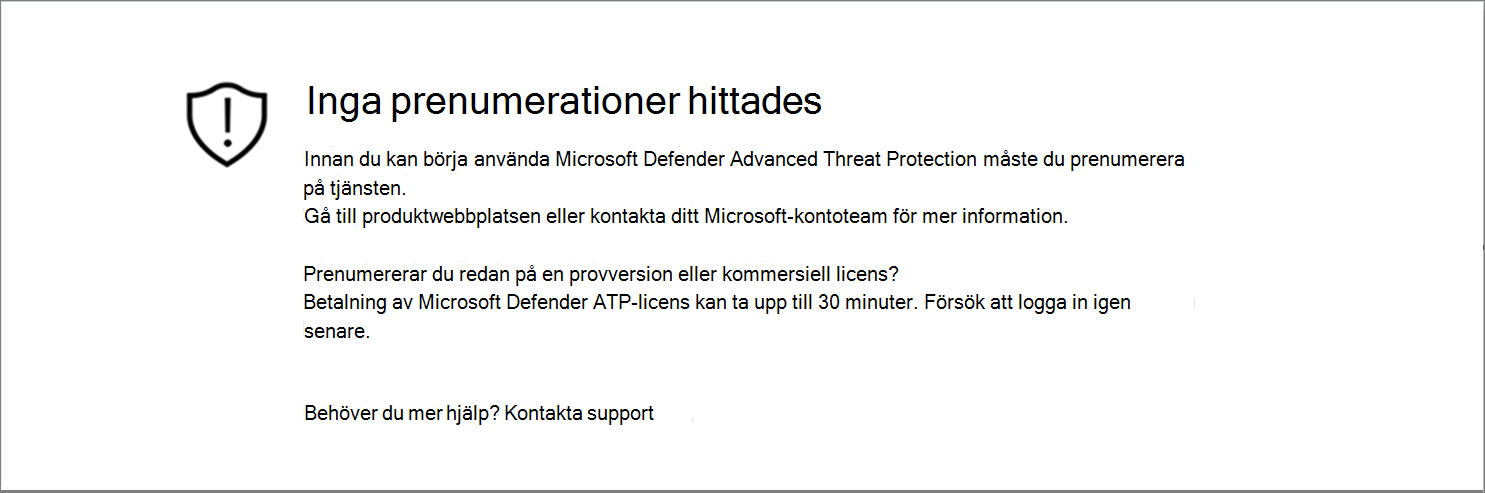 Inga prenumerationer hittades
Innan du kan börja använda Microsoft Defender Advanced Threat Protection måste du prenumerera
på tjänsten.
Gå till produktwebbplatsen eller kontakta ditt Microsoft-kontoteam för mer information.
Prenumererar du redan på en provversion eller kommersiell licens?
Betalning av Microsoft Defender ATP-licens kan ta upp till 30 minuter. Försök att logga in igen
senare.
Behöver du mer hjälp? Kontakta support